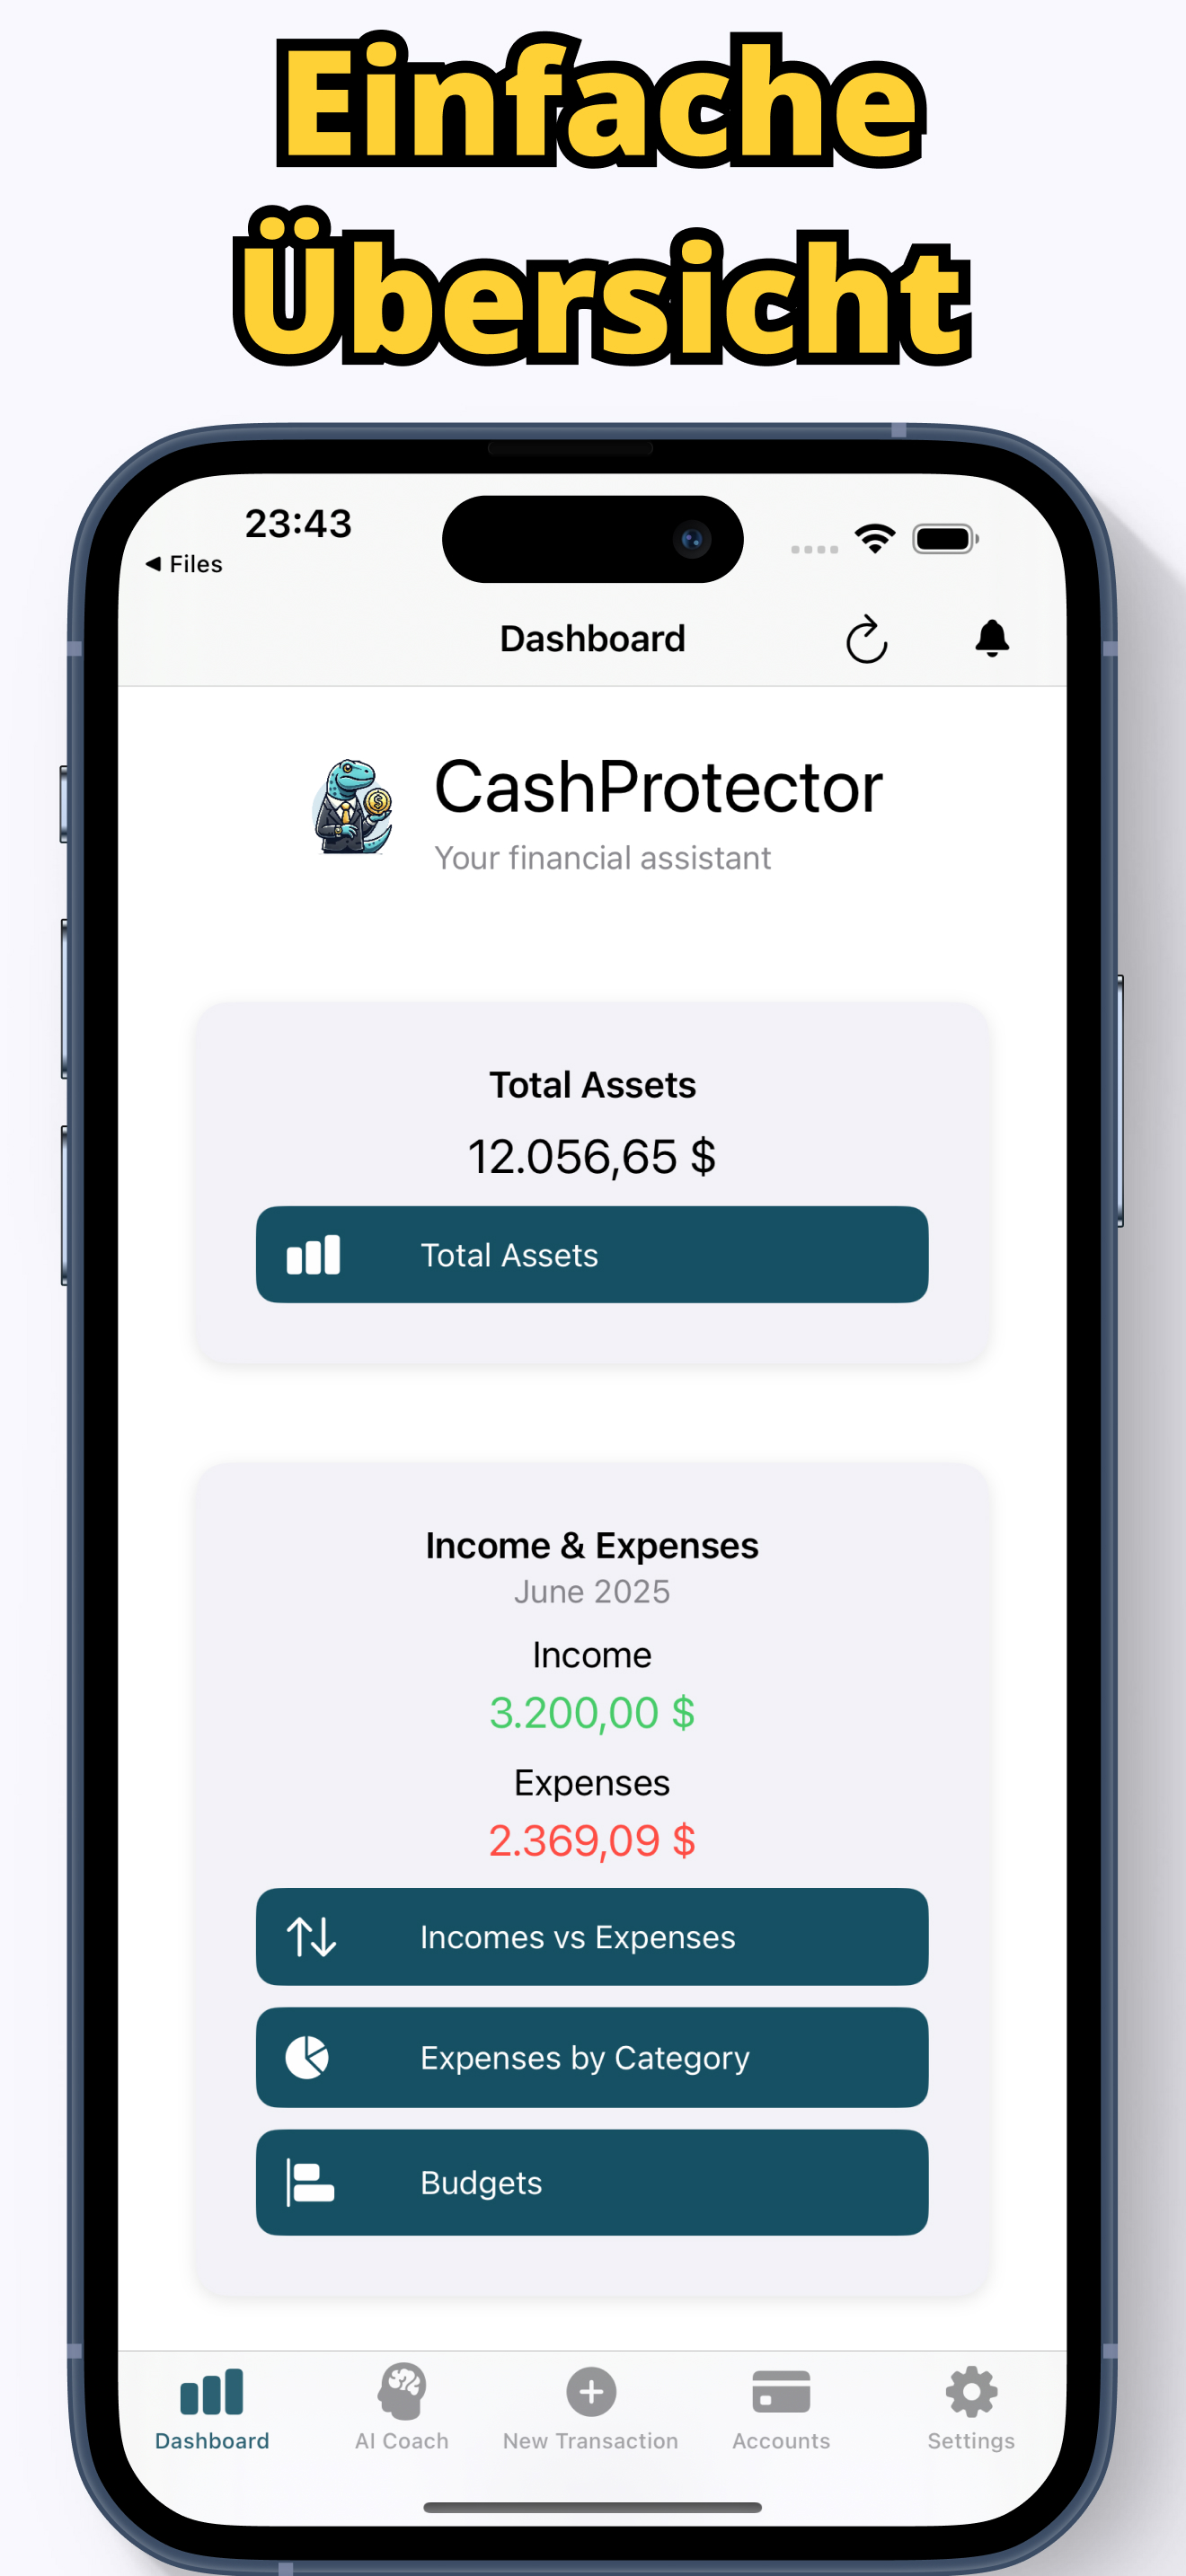 Einfache
Übersicht
23:43
◀ Files
Dashboard
CashProtector
Your financial assistant
Total Assets
12.056,65 $
Total Assets
Income & Expenses
June 2025
Income
3.200,00 $
Expenses
2.369,09 $
Incomes vs Expenses
Expenses by Category
Budgets
Dashboard
AI Coach
New Transaction
Accounts
Settings